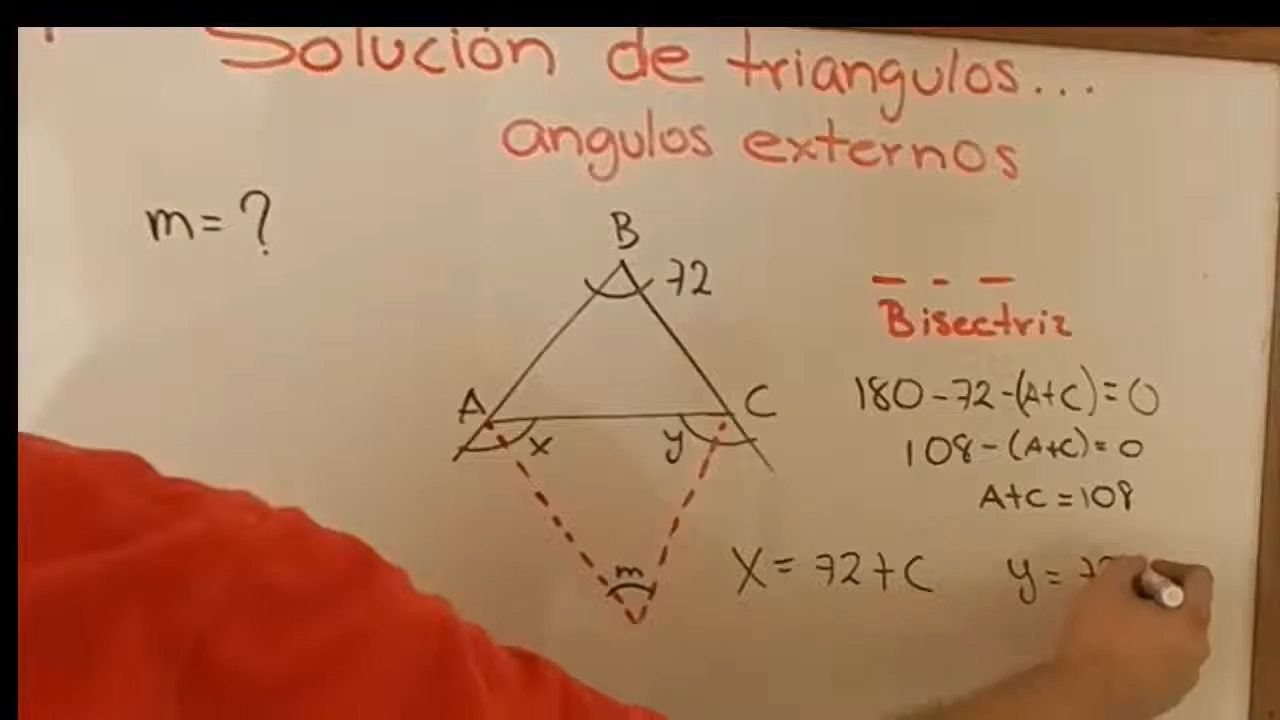 Solución de triangulos...
angulos externos
m=?
B
72
A
C
x
y
m
Bisectriz
180-72-(A+C)=0
108-(A+C)=0
A+C=108
X=72+C
y=